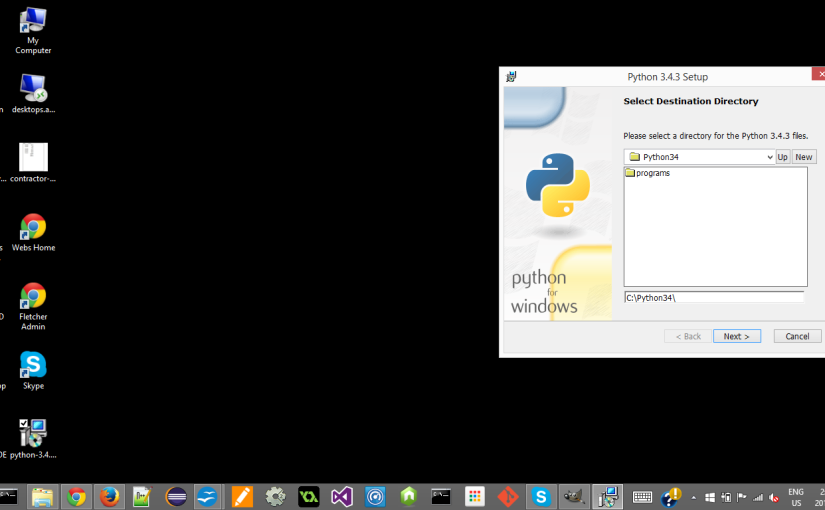 My
Computer
desktops.a...
contractor-...
Webs Home
Fletcher
Admin
Skype
python-3.4....
Python 3.4.3 Setup
Select Destination Directory
Please select a directory for the Python 3.4.3 files.
Python34
Up
New
programs
C:\Python34\
python
for
windows
< Back
Next >
Cancel
ENG
US